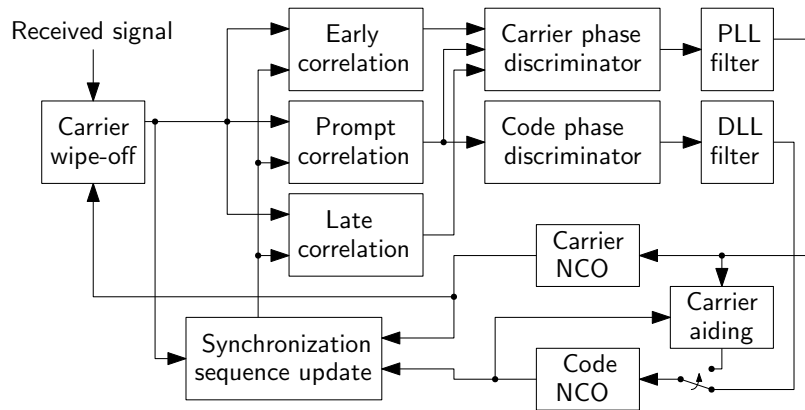 Received signal
Carrier
wipe-off
Early
correlation
Prompt
correlation
Late
correlation
Carrier phase
discriminator
Code phase
discriminator
PLL
filter
DLL
filter
Carrier
NCO
Carrier
aiding
Synchronization
sequence update
Code
NCO